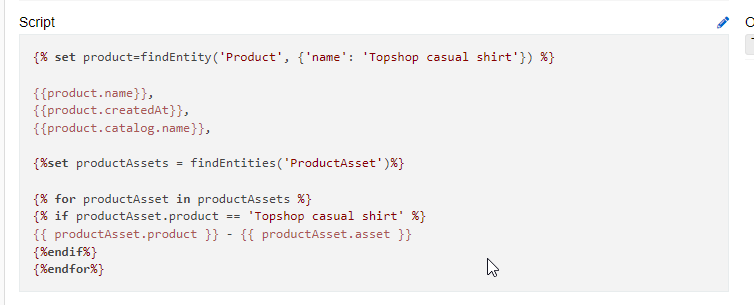 Script
{% set product=findEntity('Product', {'name': 'Topshop casual shirt'}) %}
{{product.name}},
{{product.createdAt}},
{{product.catalog.name}},
{%set productAssets = findEntities('ProductAsset')%}
{% for productAsset in productAssets %}
{% if productAsset.product == 'Topshop casual shirt' %}
{{ productAsset.product }} - {{ productAsset.asset }}
{%endif%}
{%endfor%}